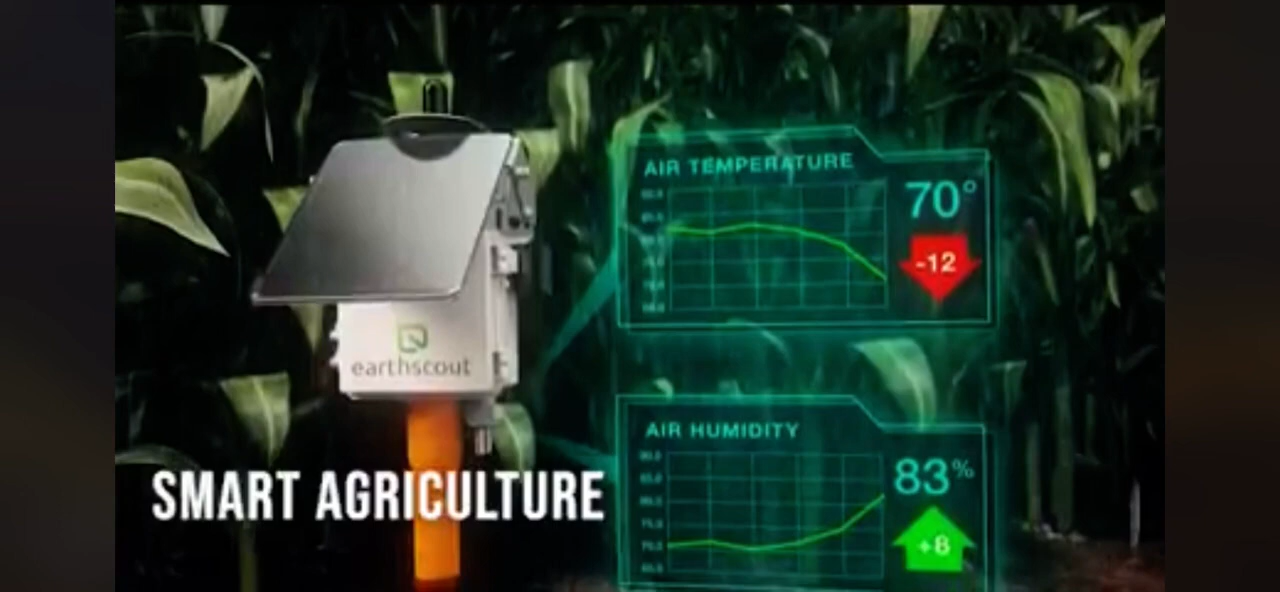 AIR TEMPERATURE
70°
-12
earthscout
AIR HUMIDITY
83%
+8
SMART AGRICULTURE